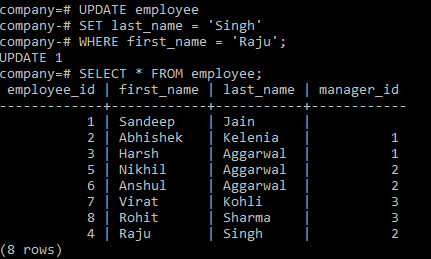 company=# UPDATE employee
company-# SET last_name = 'Singh'
company-# WHERE first_name = 'Raju';
UPDATE 1
company=# SELECT * FROM employee;
 employee_id | first_name | last_name | manager_id
-------------+------------+-----------+------------
           1 | Sandeep    | Jain      |
           2 | Abhishek   | Kelenia   |          1
           3 | Harsh      | Aggarwal  |          1
           5 | Nikhil     | Aggarwal  |          2
           6 | Anshul     | Aggarwal  |          2
           7 | Virat      | Kohli     |          3
           8 | Rohit      | Sharma    |          3
           4 | Raju       | Singh     |          2
(8 rows)